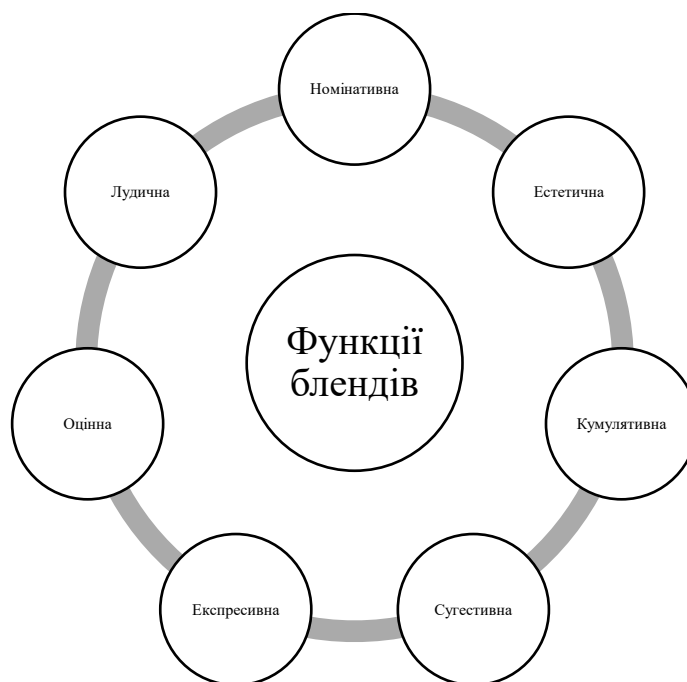 Номінативна
Естетична
Кумулятивна
Сугестивна
Експресивна
Оцінна
Лудична
Функції
блендів